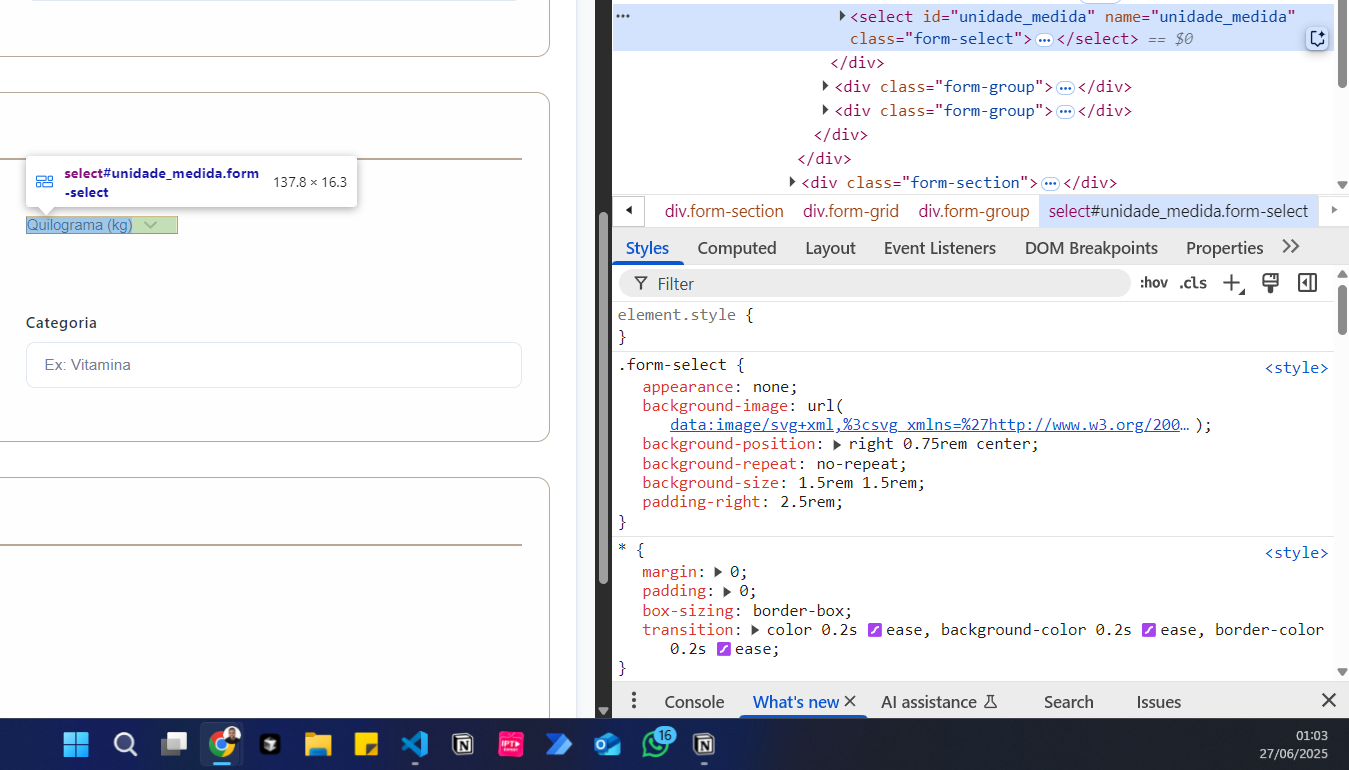 <select id="unidade_medida" name="unidade_medida"
class="form-select"> ••• </select> == $0
</div>
<div class="form-group"> ••• </div>
<div class="form-group"> ••• </div>
</div>
</div>
<div class="form-section"> ••• </div>
select#unidade_medida.form
-select
137.8 × 16.3
Quilograma (kg)
Categoria
Ex: Vitamina
div.form-section div.form-grid div.form-group select#unidade_medida.form-select
Styles Computed Layout Event Listeners DOM Breakpoints Properties
Filter :hov .cls
element.style {
}
.form-select { <style>
appearance: none;
background-image: url(
data:image/svg+xml,%3csvg xmlns=%27http://www.w3.org/200… );
background-position: right 0.75rem center;
background-repeat: no-repeat;
background-size: 1.5rem 1.5rem;
padding-right: 2.5rem;
}
* { <style>
margin: 0;
padding: 0;
box-sizing: border-box;
transition: color 0.2s ease, background-color 0.2s ease, border-color
0.2s ease;
}
Console What's new AI assistance Search Issues
16
01:03
27/06/2025